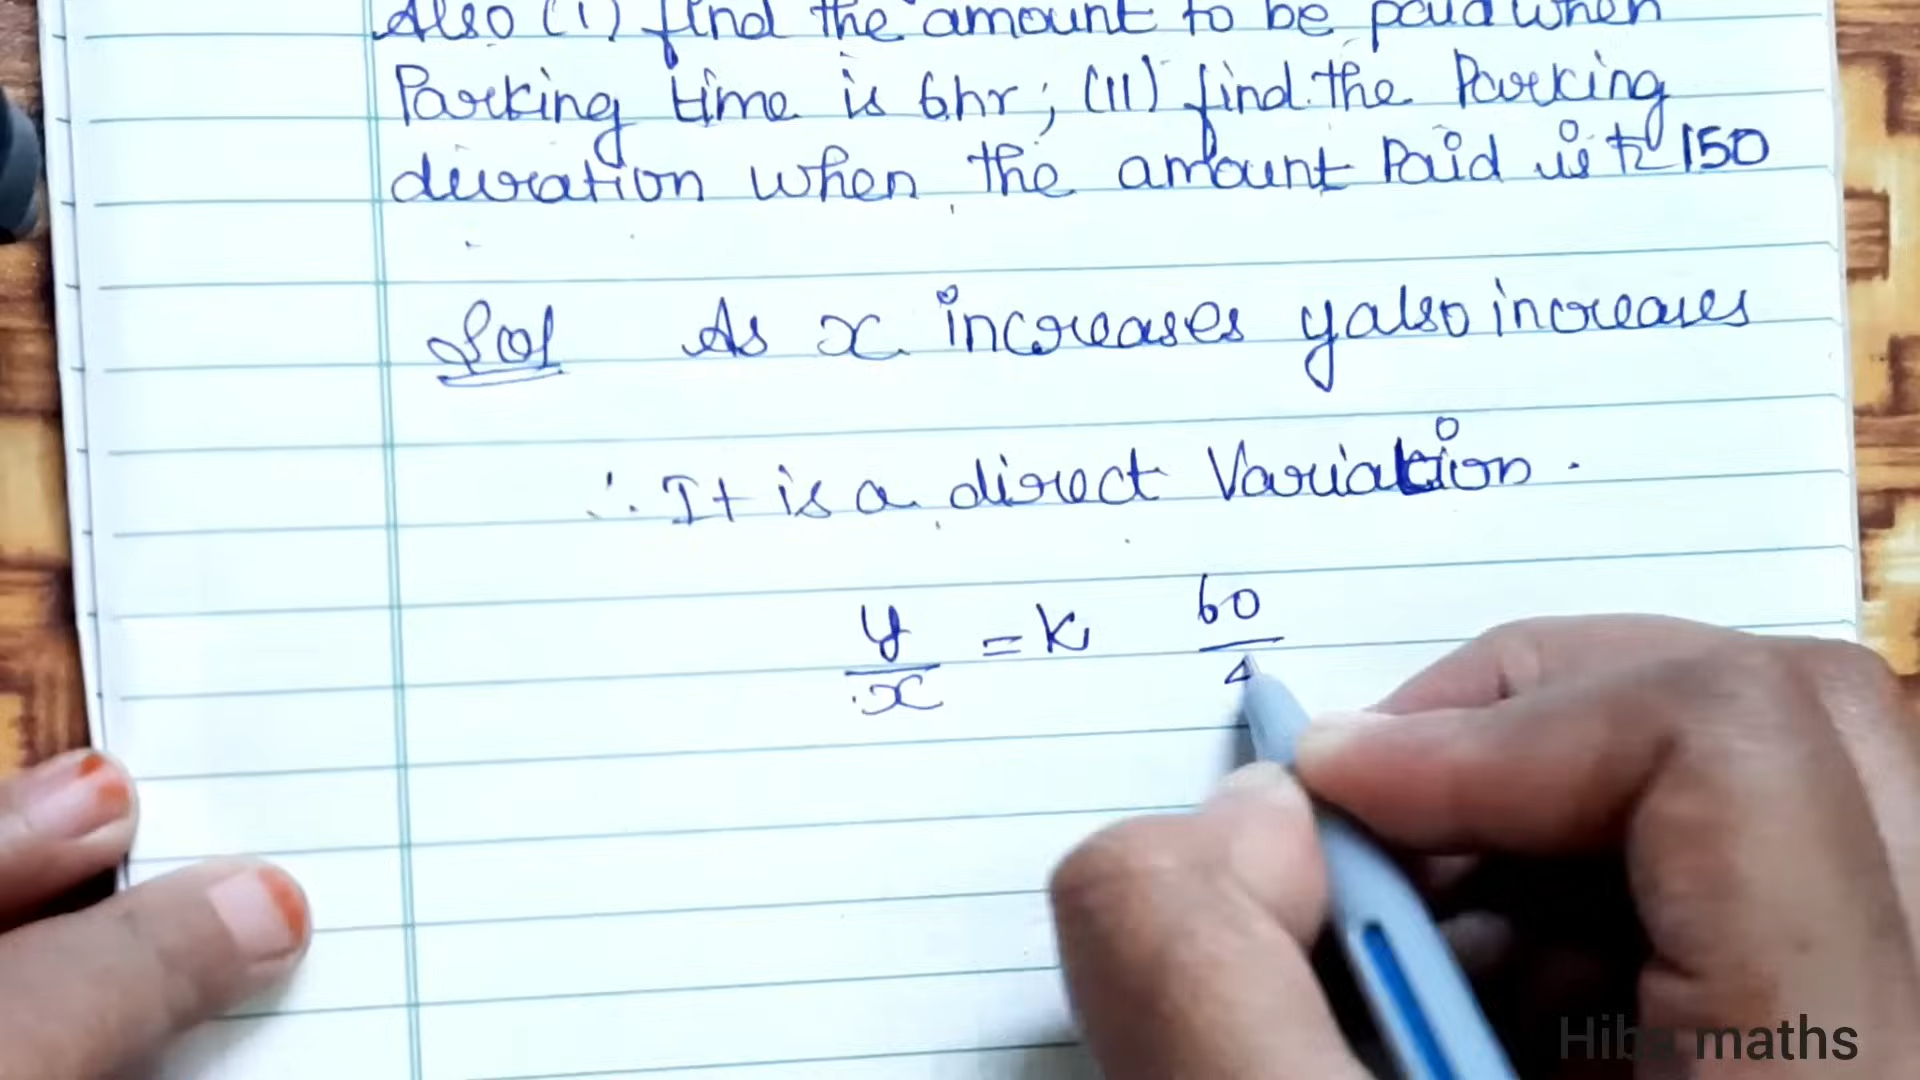 Also (i) find the amount to be paid when
Parking time is 6hr; (II) find the Parking
duration when the amount Paid is ₹ 150
Sol As x increases y also increases
∴ It is a direct Variation.
y/x = k 60/4
Hiba maths